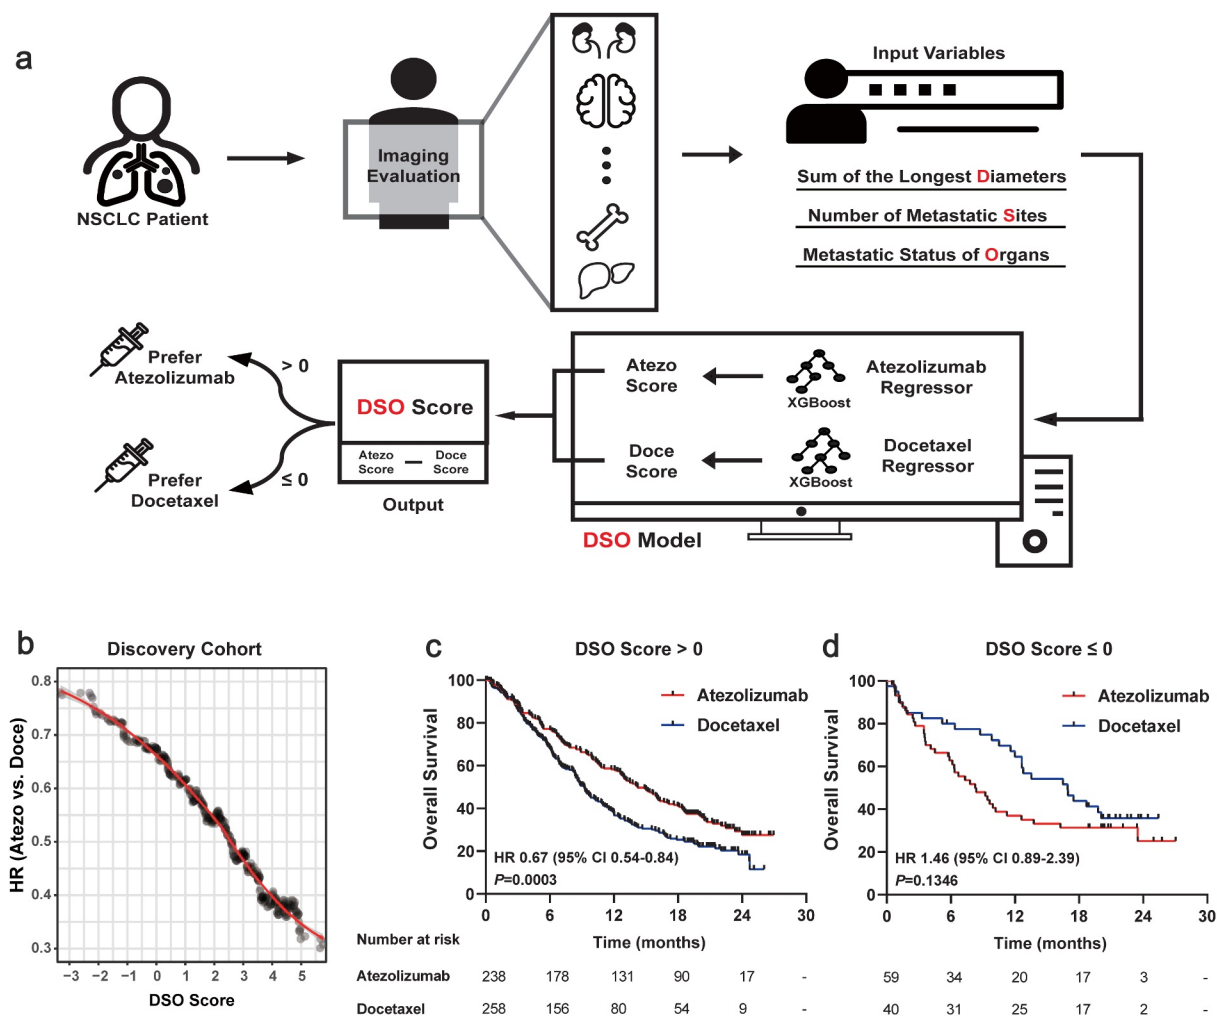 a
NSCLC Patient
Imaging
Evaluation
Input Variables
Sum of the Longest Diameters
Number of Metastatic Sites
Metastatic Status of Organs
Prefer
Atezolizumab
> 0
Prefer
Docetaxel
≤ 0
DSO Score
Atezo
Score
—
Doce
Score
Output
Atezo
Score
XGBoost
Atezolizumab
Regressor
Doce
Score
XGBoost
Docetaxel
Regressor
DSO Model
b
Discovery Cohort
HR (Atezo vs. Doce)
0.8
0.7
0.6
0.5
0.4
0.3
−3 −2 −1 0 1 2 3 4 5
DSO Score
c
DSO Score > 0
Overall Survival
100
80
60
40
20
0
Atezolizumab
Docetaxel
HR 0.67 (95% CI 0.54-0.84)
P=0.0003
0 6 12 18 24 30
Time (months)
d
DSO Score ≤ 0
Overall Survival
100
80
60
40
20
0
Atezolizumab
Docetaxel
HR 1.46 (95% CI 0.89-2.39)
P=0.1346
0 6 12 18 24 30
Time (months)
Number at risk
Atezolizumab 238 178 131 90 17 - 59 34 20 17 3 -
Docetaxel 258 156 80 54 9 - 40 31 25 17 2 -